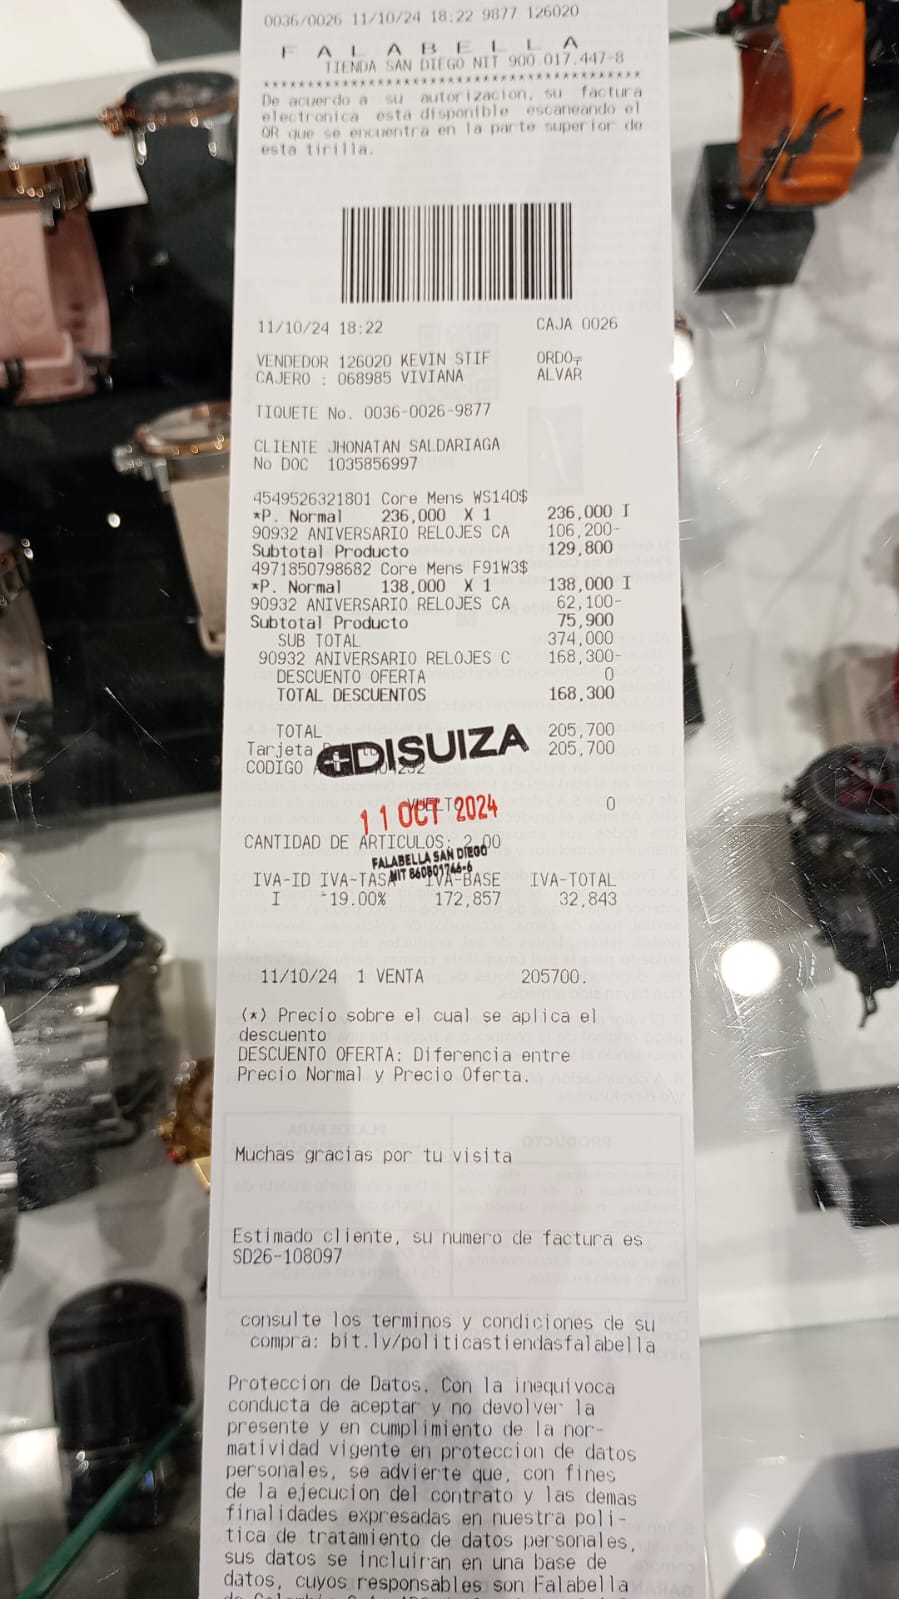 0036/0026 11/10/24 18:22 9877 126020
F A L A B E L L A
TIENDA SAN DIEGO NIT 900.017.447-8
****************************************
De acuerdo a su autorizacion, su factura
electronica esta disponible escaneando el
QR que se encuentra en la parte superior de
esta tirilla.
11/10/24 18:22 CAJA 0026
VENDEDOR 126020 KEVIN STIF ORDO
CAJERO : 068985 VIVIANA ALVAR
TIQUETE No. 0036-0026-9877
CLIENTE JHONATAN SALDARIAGA
No DOC 1035856997
4549526321801 Core Mens WS140$
*P. Normal 236,000 X 1 236,000 I
90932 ANIVERSARIO RELOJES CA 106,200-
Subtotal Producto 129,800
4971850798682 Core Mens F91W3$
*P. Normal 138,000 X 1 138,000 I
90932 ANIVERSARIO RELOJES CA 62,100-
Subtotal Producto 75,900
SUB TOTAL 374,000
90932 ANIVERSARIO RELOJES C 168,300-
DESCUENTO OFERTA 0
TOTAL DESCUENTOS 168,300
TOTAL 205,700
Tarjeta 205,700
DISUIZA
CODIGO
VUELTO 0
11 OCT 2024
CANTIDAD DE ARTICULOS: 2.00
FALABELLA SAN DIEGO
NIT 860801746-6
IVA-ID IVA-TASA IVA-BASE IVA-TOTAL
I 19.00% 172,857 32,843
11/10/24 1 VENTA 205700.
(*) Precio sobre el cual se aplica el
descuento
DESCUENTO OFERTA: Diferencia entre
Precio Normal y Precio Oferta.
Muchas gracias por tu visita
Estimado cliente, su numero de factura es
SD26-108097
consulte los terminos y condiciones de su
compra: bit.ly/politicastiendasfalabella
Proteccion de Datos. Con la inequivoca
conducta de aceptar y no devolver la
presente y en cumplimiento de la nor-
matividad vigente en proteccion de datos
personales, se advierte que, con fines
de la ejecucion del contrato y las demas
finalidades expresadas en nuestra poli-
tica de tratamiento de datos personales,
sus datos se incluiran en una base de
datos, cuyos responsables son Falabella